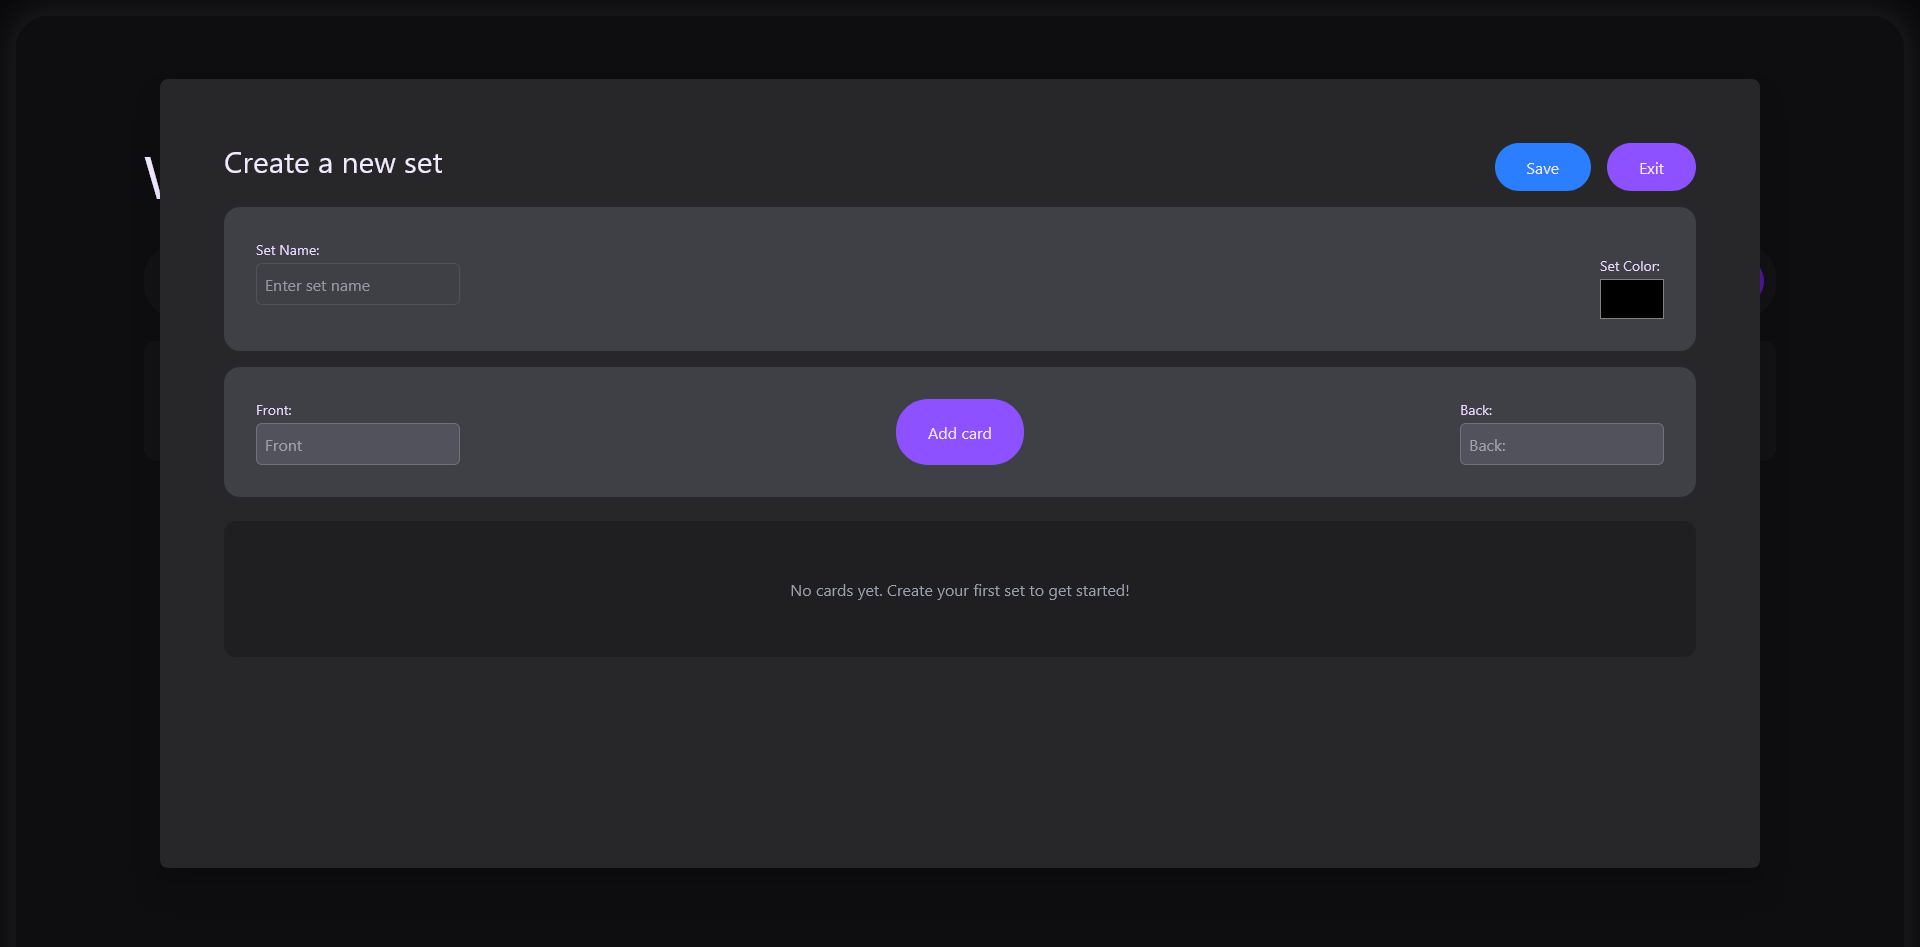 Create a new set
Save
Exit
Set Name:
Enter set name
Set Color:
Front:
Front
Add card
Back:
Back:
No cards yet. Create your first set to get started!